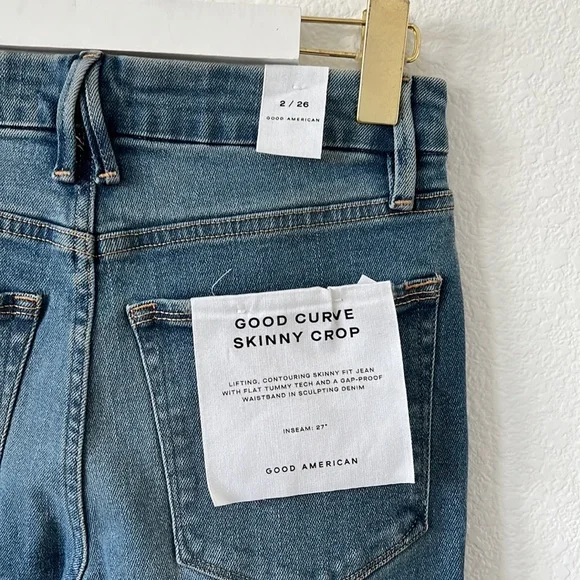 2 / 26
GOOD AMERICAN
GOOD CURVE
SKINNY CROP
LIFTING, CONTOURING SKINNY FIT JEAN
WITH FLAT TUMMY TECH AND A GAP-PROOF
WAISTBAND IN SCULPTING DENIM
INSEAM: 27"
GOOD AMERICAN